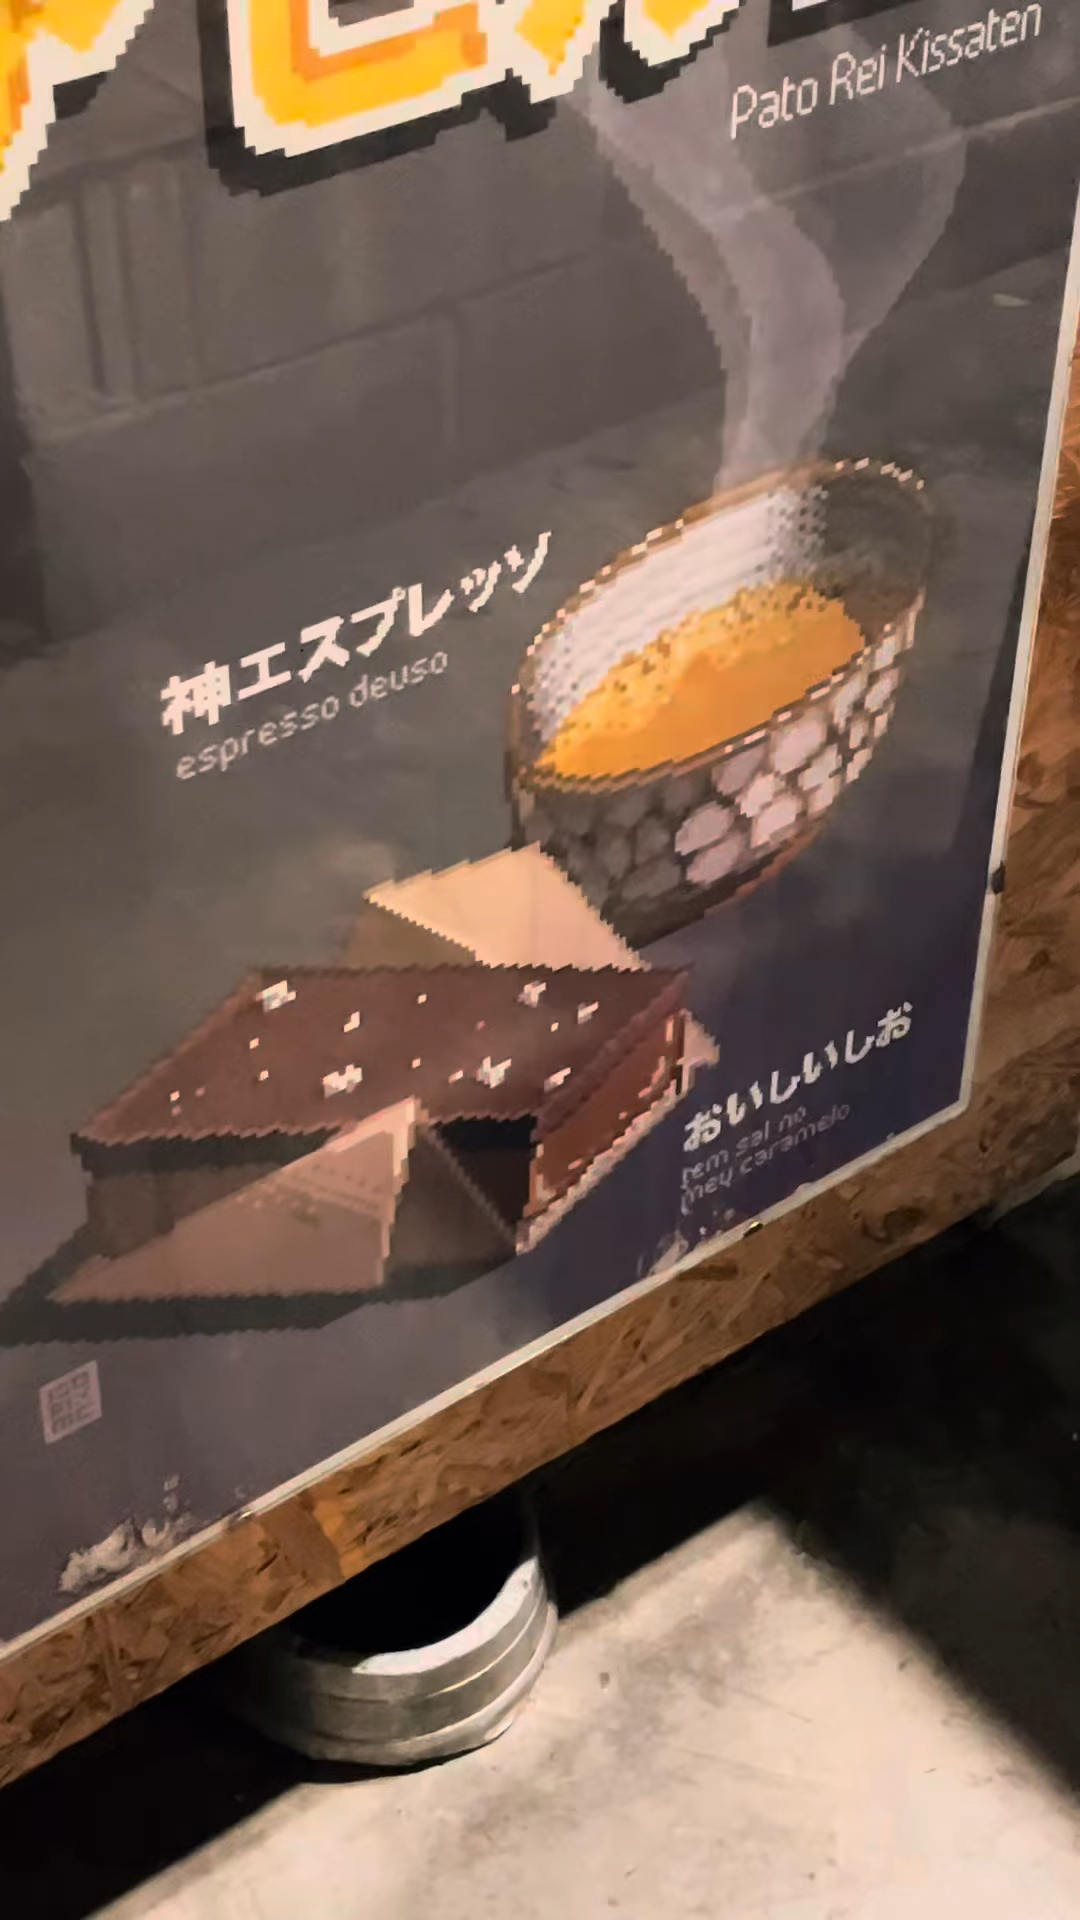 Pato Rei Kissaten
神エスプレッソ
espresso deuso
おいしいしお
tem sal no
meu caramelo